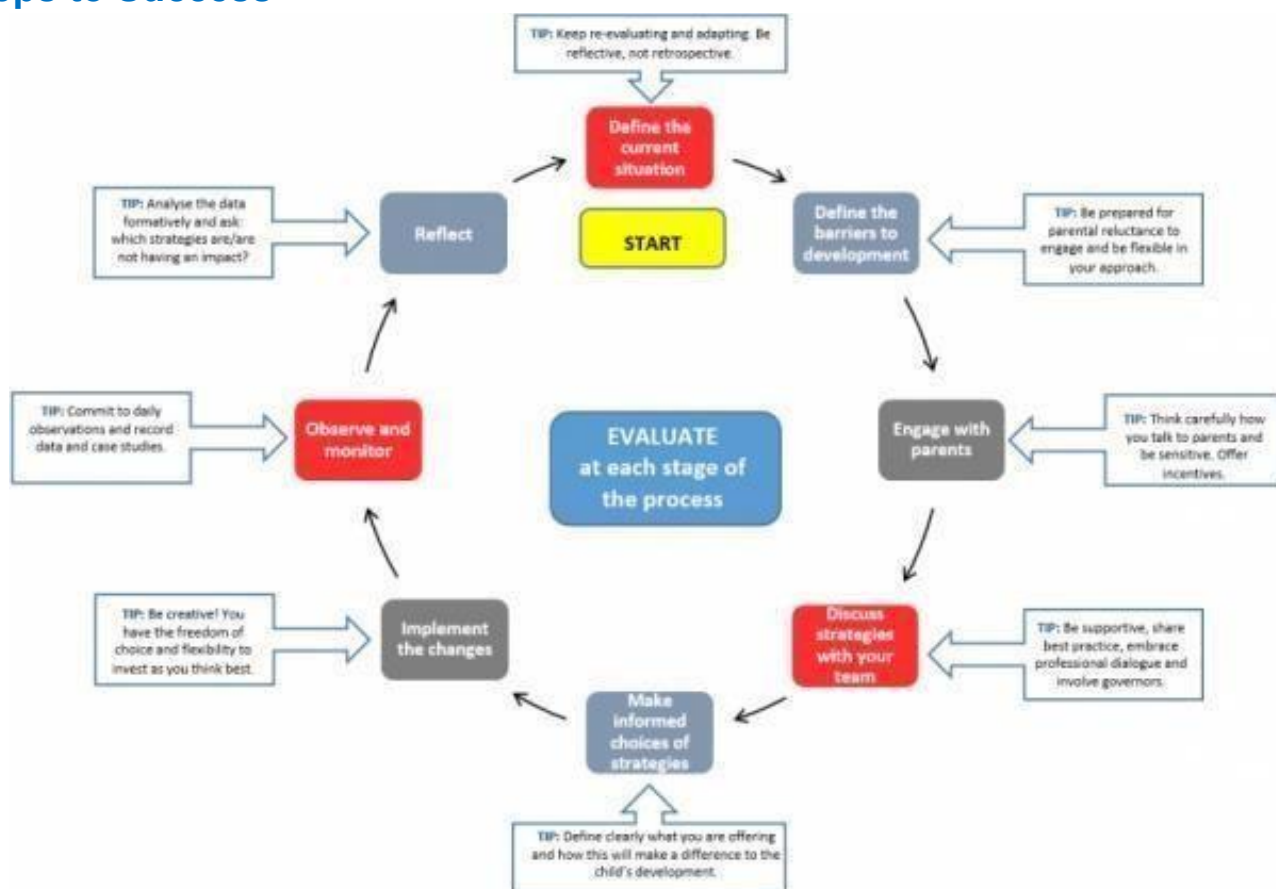 TIP: Keep re-evaluating and adapting. Be
reflective, not retrospective.
Define the
current
situation
START
Define the
barriers to
development
TIP: Be prepared for
parental reluctance to
engage and be flexible in
your approach.
Engage with
parents
TIP: Think carefully how
you talk to parents and
be sensitive. Offer
incentives.
Discuss
strategies
with your
team
TIP: Be supportive, share
best practice, embrace
professional dialogue and
involve governors.
Make
informed
choices of
strategies
TIP: Define clearly what you are offering
and how this will make a difference to the
child's development.
Implement
the changes
TIP: Be creative! You
have the freedom of
choice and flexibility to
invest as you think best.
Observe and
monitor
TIP: Commit to daily
observations and record
data and case studies.
Reflect
TIP: Analyse the data
formatively and ask:
which strategies are/are
not having an impact?
EVALUATE
at each stage of
the process